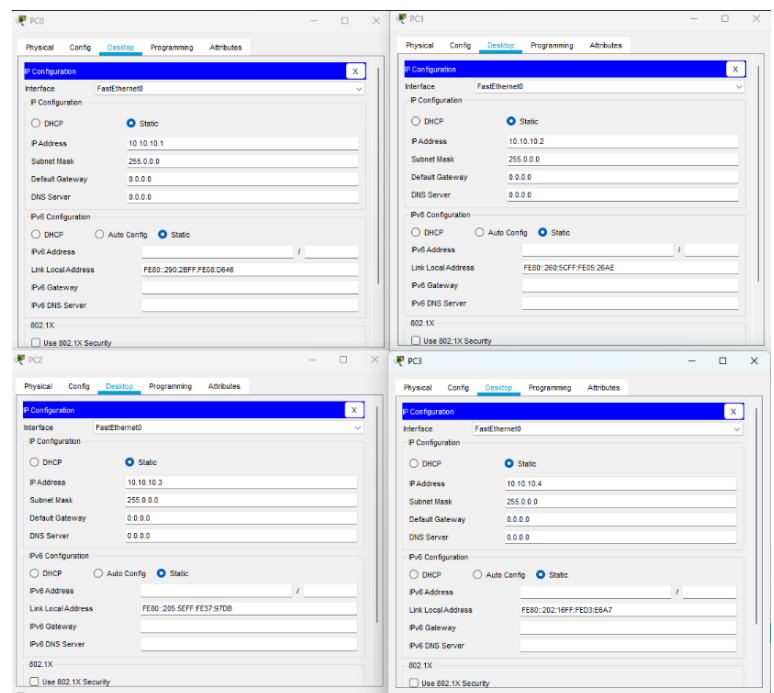 PC0
Physical Config Desktop Programming Attributes
IP Configuration X
Interface FastEthernet0
IP Configuration
DHCP Static
IP Address 10.10.10.1
Subnet Mask 255.0.0.0
Default Gateway 0.0.0.0
DNS Server 0.0.0.0
IPv6 Configuration
DHCP Auto Config Static
IPv6 Address /
Link Local Address FE80::290:2BFF:FE08:D646
IPv6 Gateway
IPv6 DNS Server
802.1X
Use 802.1X Security
PC1
Physical Config Desktop Programming Attributes
IP Configuration X
Interface FastEthernet0
IP Configuration
DHCP Static
IP Address 10.10.10.2
Subnet Mask 255.0.0.0
Default Gateway 0.0.0.0
DNS Server 0.0.0.0
IPv6 Configuration
DHCP Auto Config Static
IPv6 Address /
Link Local Address FE80::260:5CFF:FE05:26AE
IPv6 Gateway
IPv6 DNS Server
802.1X
Use 802.1X Security
PC2
Physical Config Desktop Programming Attributes
IP Configuration X
Interface FastEthernet0
IP Configuration
DHCP Static
IP Address 10.10.10.3
Subnet Mask 255.0.0.0
Default Gateway 0.0.0.0
DNS Server 0.0.0.0
IPv6 Configuration
DHCP Auto Config Static
IPv6 Address /
Link Local Address FE80::205:5EFF:FE37:97DB
IPv6 Gateway
IPv6 DNS Server
802.1X
Use 802.1X Security
PC3
Physical Config Desktop Programming Attributes
IP Configuration X
Interface FastEthernet0
IP Configuration
DHCP Static
IP Address 10.10.10.4
Subnet Mask 255.0.0.0
Default Gateway 0.0.0.0
DNS Server 0.0.0.0
IPv6 Configuration
DHCP Auto Config Static
IPv6 Address /
Link Local Address FE80::202:16FF:FED3:E6A7
IPv6 Gateway
IPv6 DNS Server
802.1X
Use 802.1X Security